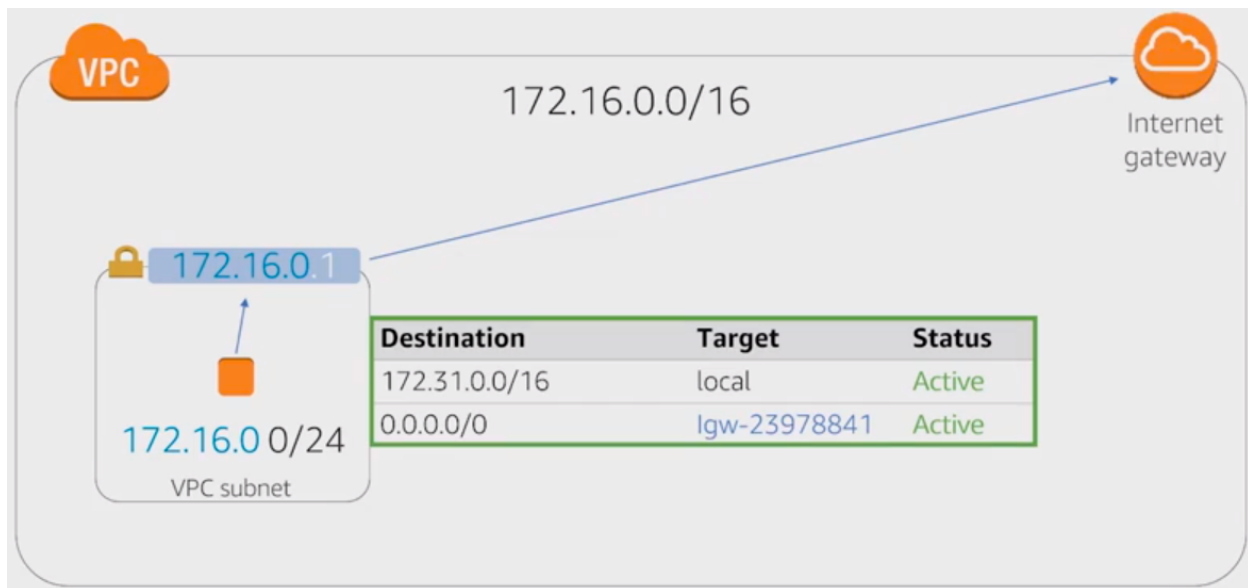 VPC
172.16.0.0/16
Internet
gateway
172.16.0.1
Destination Target Status
172.31.0.0/16 local Active
0.0.0.0/0 Igw-23978841 Active
172.16.0 0/24
VPC subnet